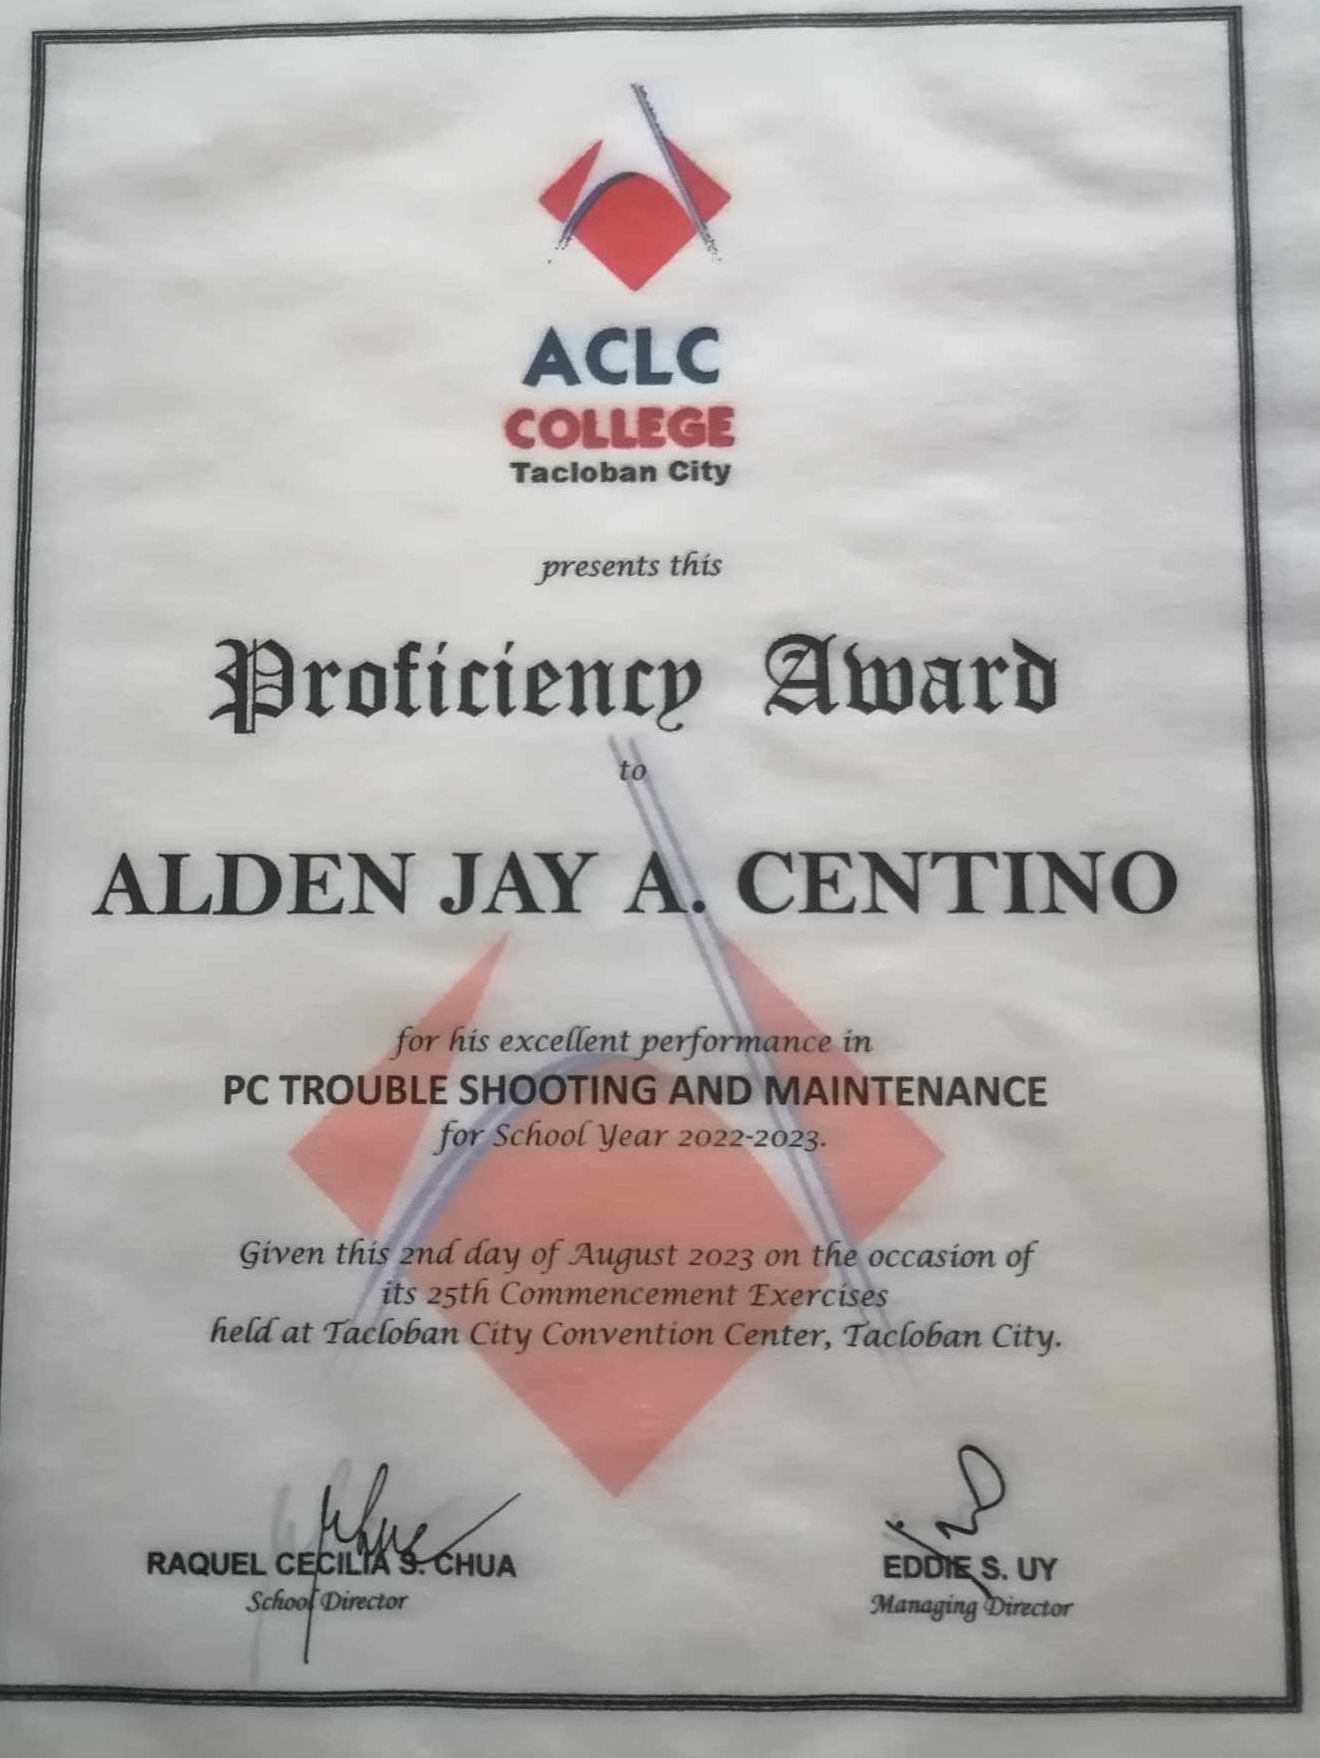 ACLC
COLLEGE
Tacloban City
presents this
Proficiency Award
to
ALDEN JAY A. CENTINO
for his excellent performance in
PC TROUBLE SHOOTING AND MAINTENANCE
for School Year 2022-2023.
Given this 2nd day of August 2023 on the occasion of
its 25th Commencement Exercises
held at Tacloban City Convention Center, Tacloban City.
RAQUEL CECILIA S. CHUA
School Director
EDDIE S. UY
Managing Director